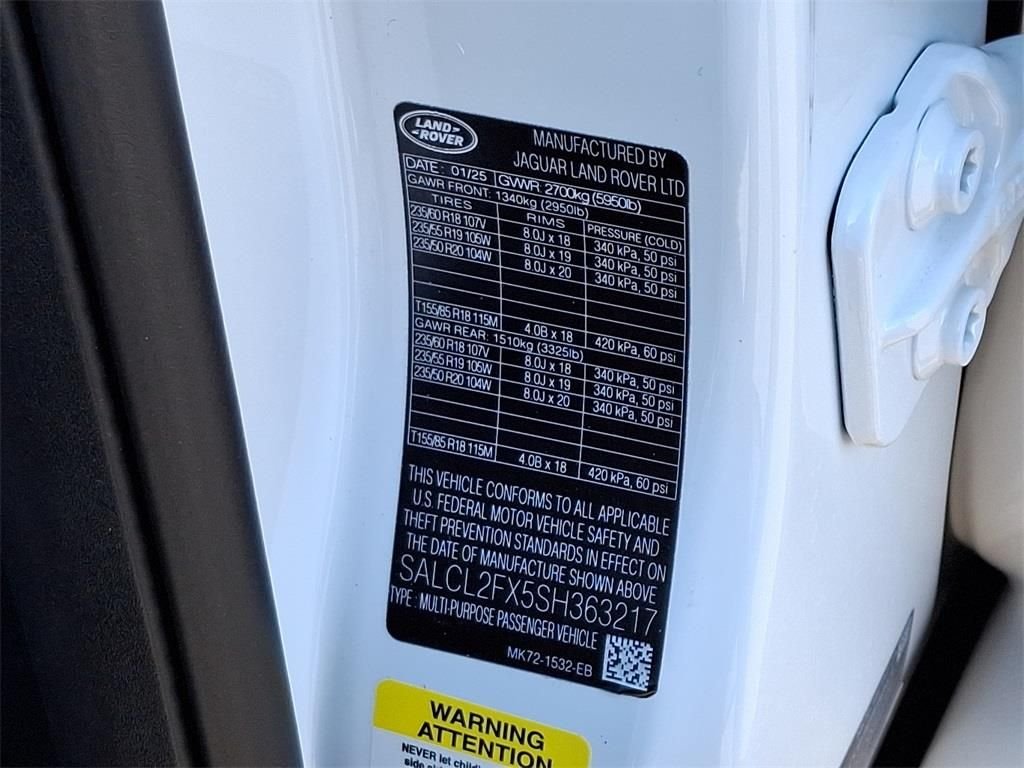 LAND-
ROVER
MANUFACTURED BY
JAGUAR LAND ROVER LTD
DATE: 01/25 GVWR: 2700kg (5950lb)
GAWR FRONT: 1340kg (2950lb)
TIRES RIMS PRESSURE (COLD)
235/60 R18 107V 8.0J x 18 340 kPa, 50 psi
235/55 R19 105W 8.0J x 19 340 kPa, 50 psi
235/50 R20 104W 8.0J x 20 340 kPa, 50 psi
T155/85 R18 115M 4.0B x 18 420 kPa, 60 psi
GAWR REAR: 1510kg (3325lb)
235/60 R18 107V 8.0J x 18 340 kPa, 50 psi
235/55 R19 105W 8.0J x 19 340 kPa, 50 psi
235/50 R20 104W 8.0J x 20 340 kPa, 50 psi
T155/85 R18 115M 4.0B x 18 420 kPa, 60 psi
THIS VEHICLE CONFORMS TO ALL APPLICABLE
U.S. FEDERAL MOTOR VEHICLE SAFETY AND
THEFT PREVENTION STANDARDS IN EFFECT ON
THE DATE OF MANUFACTURE SHOWN ABOVE
SALCL2FX5SH363217
TYPE: MULTI-PURPOSE PASSENGER VEHICLE
MK72-1532-EB
WARNING
ATTENTION
NEVER let